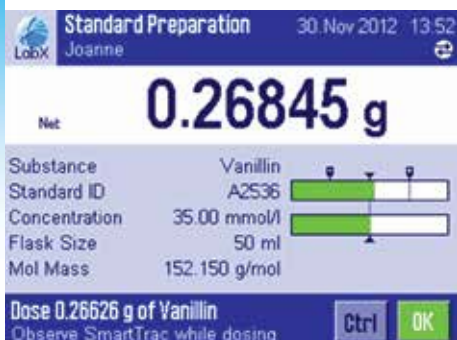 Standard Preparation 30. Nov 2012 13:52
LabX Joanne
Net 0.26845 g
Substance Vanillin
Standard ID A2536
Concentration 35.00 mmol/l
Flask Size 50 ml
Mol Mass 152.150 g/mol
Dose 0.26626 g of Vanillin
Observe SmartTrac while dosing
Ctrl OK